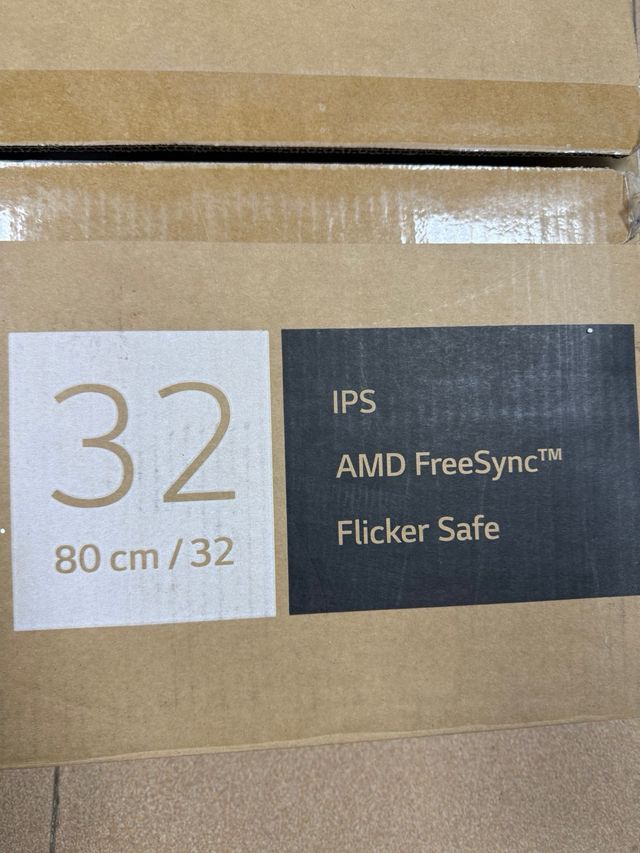 32
80 cm / 32
IPS
AMD FreeSync™
Flicker Safe